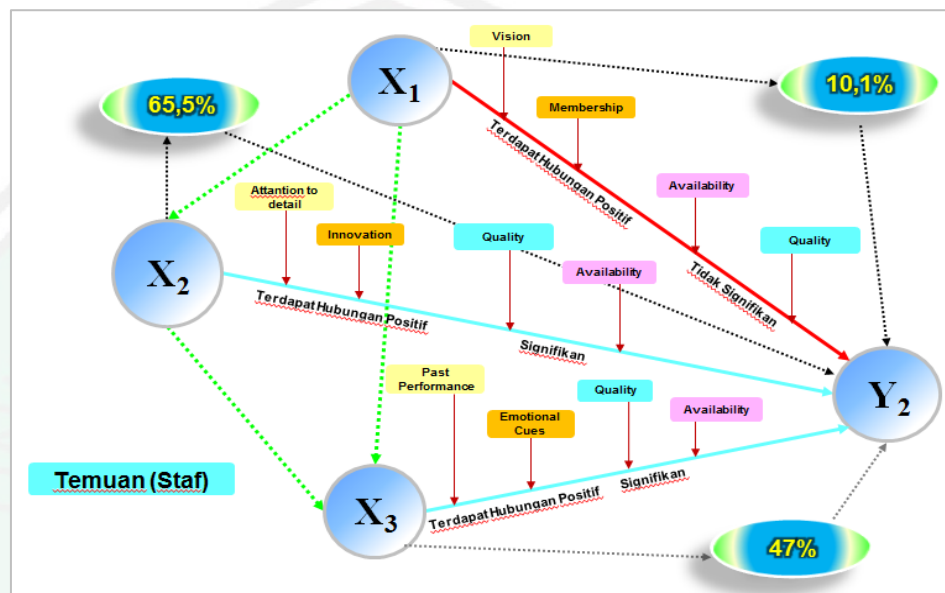 Vision
X1
10,1%
65,5%
Membership
Terdapat Hubungan Positif
Attantion to
detail
Availability
Innovation
Quality
Quality
X2
Availability
Tidak Signifikan
Terdapat Hubungan Positif
Signifikan
Past
Performance
Quality
Y2
Availability
Emotional
Cues
Temuan (Staf)
Signifikan
X3
Terdapat Hubungan Positif
47%